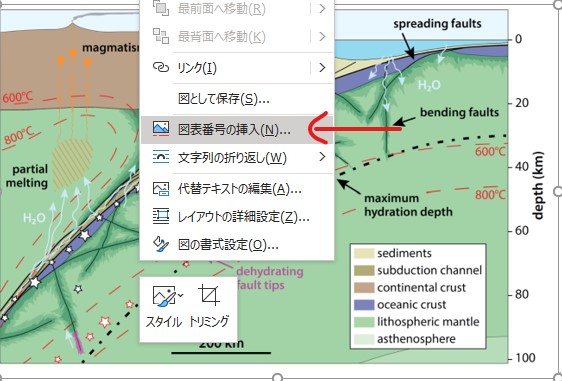 最前面へ移動(R)
最背面へ移動(K)
リンク(I)
図として保存(S)...
図表番号の挿入(N)...
文字列の折り返し(W)
代替テキストの編集(A)...
レイアウトの詳細設定(Z)...
図の書式設定(O)...
スタイル トリミング
magmatism
600°C
800°C
partial
melting
H₂O
dehydrating
fault tips
200 km
spreading faults
H₂O
bending faults
600°C
800°C
maximum
hydration depth
0
20
40
60
80
100
depth (km)
sediments
subduction channel
continental crust
oceanic crust
lithospheric mantle
asthenosphere